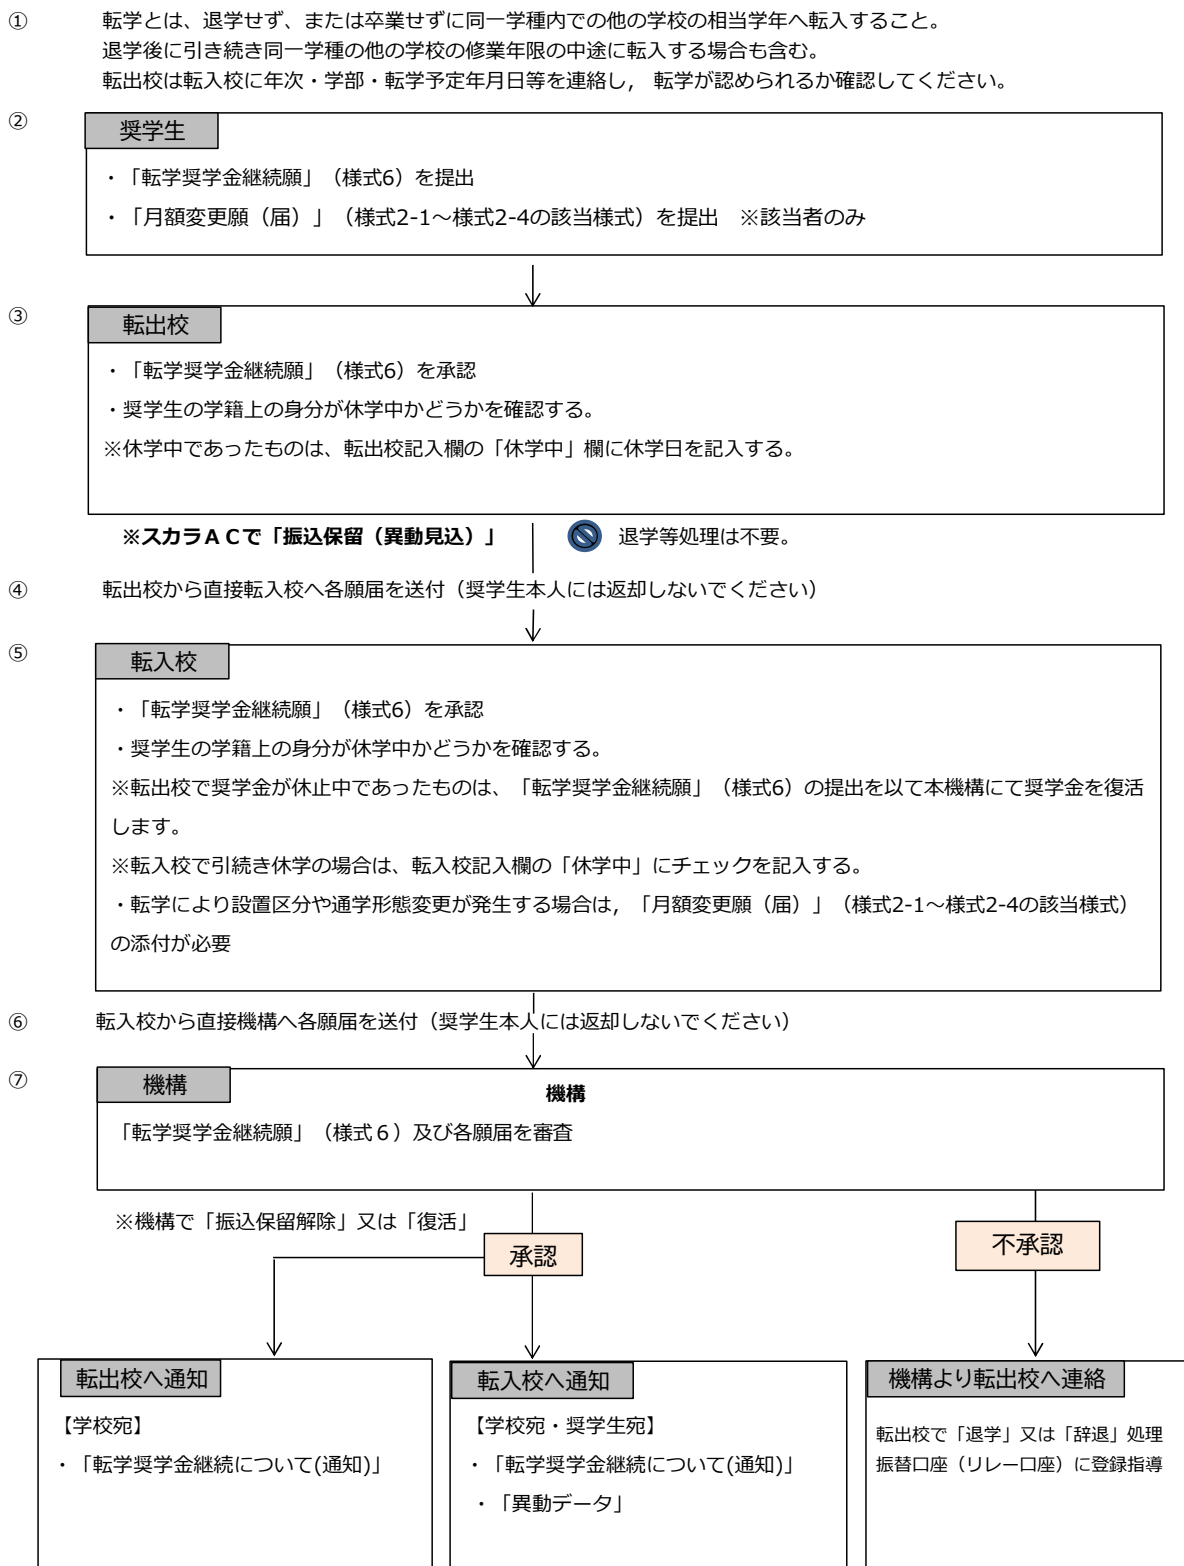 ① 転学とは、退学せず、または卒業せずに同一学種内での他の学校の相当学年へ転入すること。
退学後に引き続き同一学種の他の学校の修業年限の中途に転入する場合も含む。
転出校は転入校に年次・学部・転学予定年月日等を連絡し， 転学が認められるか確認してください。
② 奨学生
・「転学奨学金継続願」（様式6）を提出
・「月額変更願（届）」（様式2-1～様式2-4の該当様式）を提出　※該当者のみ
③ 転出校
・「転学奨学金継続願」（様式6）を承認
・奨学生の学籍上の身分が休学中かどうかを確認する。
※休学中であったものは、転出校記入欄の「休学中」欄に休学日を記入する。
※スカラＡＣで「振込保留（異動見込）」 退学等処理は不要。
④ 転出校から直接転入校へ各願届を送付（奨学生本人には返却しないでください）
⑤ 転入校
・「転学奨学金継続願」（様式6）を承認
・奨学生の学籍上の身分が休学中かどうかを確認する。
※転出校で奨学金が休止中であったものは、「転学奨学金継続願」（様式6）の提出を以て本機構にて奨学金を復活
します。
※転入校で引続き休学の場合は、転入校記入欄の「休学中」にチェックを記入する。
・転学により設置区分や通学形態変更が発生する場合は，「月額変更願（届）」（様式2-1～様式2-4の該当様式）
の添付が必要
⑥ 転入校から直接機構へ各願届を送付（奨学生本人には返却しないでください）
⑦ 機構 機構
「転学奨学金継続願」（様式６）及び各願届を審査
※機構で「振込保留解除」又は「復活」
承認
不承認
転出校へ通知
【学校宛】
・「転学奨学金継続について(通知)」
転入校へ通知
【学校宛・奨学生宛】
・「転学奨学金継続について(通知)」
・「異動データ」
機構より転出校へ連絡
転出校で「退学」又は「辞退」処理
振替口座（リレー口座）に登録指導